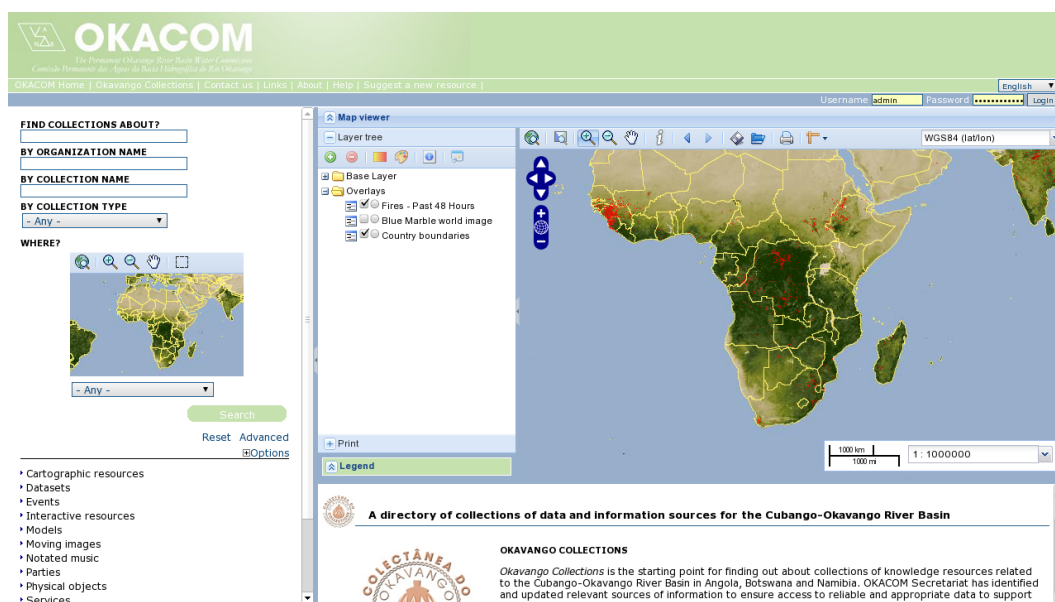 OKACOM
The Permanent Okavango River Basin Water Commission
Comissão Permanente das Águas da Bacia Hidrográfica do Rio Okavango
OKACOM Home | Okavango Collections | Contact us | Links | About | Help | Suggest a new resource |
English
Username admin Password Login
FIND COLLECTIONS ABOUT?
BY ORGANIZATION NAME
BY COLLECTION NAME
BY COLLECTION TYPE
- Any -
WHERE?
- Any -
Search
Reset Advanced
Options
Cartographic resources
Datasets
Events
Interactive resources
Models
Moving images
Notated music
Parties
Physical objects
Services
Map viewer
Layer tree
Base Layer
Overlays
Fires - Past 48 Hours
Blue Marble world image
Country boundaries
Print
Legend
WGS84 (lat/lon)
1000 km
1000 mi
1 : 1000000
A directory of collections of data and information sources for the Cubango-Okavango River Basin
COLECTÂNEA DO
OKAVANGO
OKAVANGO COLLECTIONS
Okavango Collections is the starting point for finding out about collections of knowledge resources related
to the Cubango-Okavango River Basin in Angola, Botswana and Namibia. OKACOM Secretariat has identified
and updated relevant sources of information to ensure access to reliable and appropriate data to support